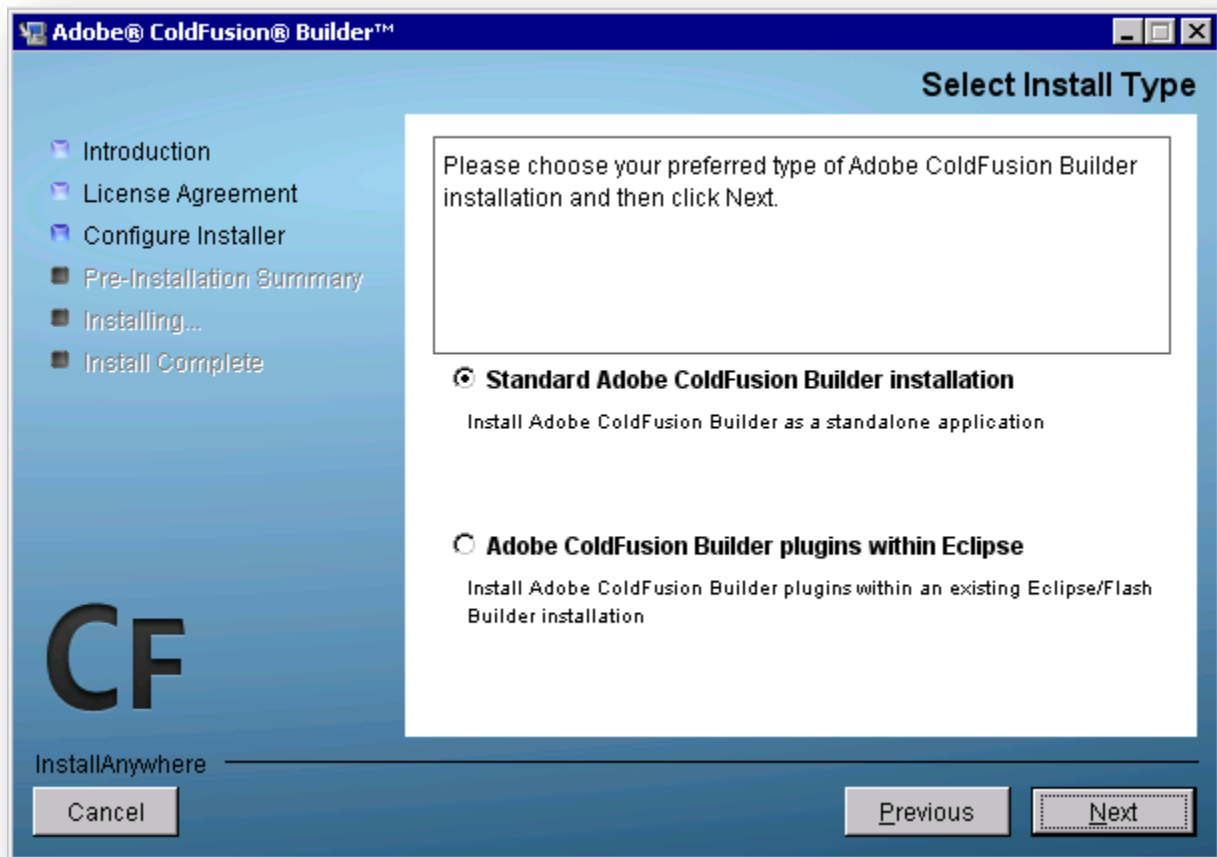 Adobe® ColdFusion® Builder™
Select Install Type
Introduction
License Agreement
Configure Installer
Pre-Installation Summary
Installing...
Install Complete
Please choose your preferred type of Adobe ColdFusion Builder
installation and then click Next.
Standard Adobe ColdFusion Builder installation
Install Adobe ColdFusion Builder as a standalone application
Adobe ColdFusion Builder plugins within Eclipse
Install Adobe ColdFusion Builder plugins within an existing Eclipse/Flash
Builder installation
CF
InstallAnywhere
Cancel
Previous
Next